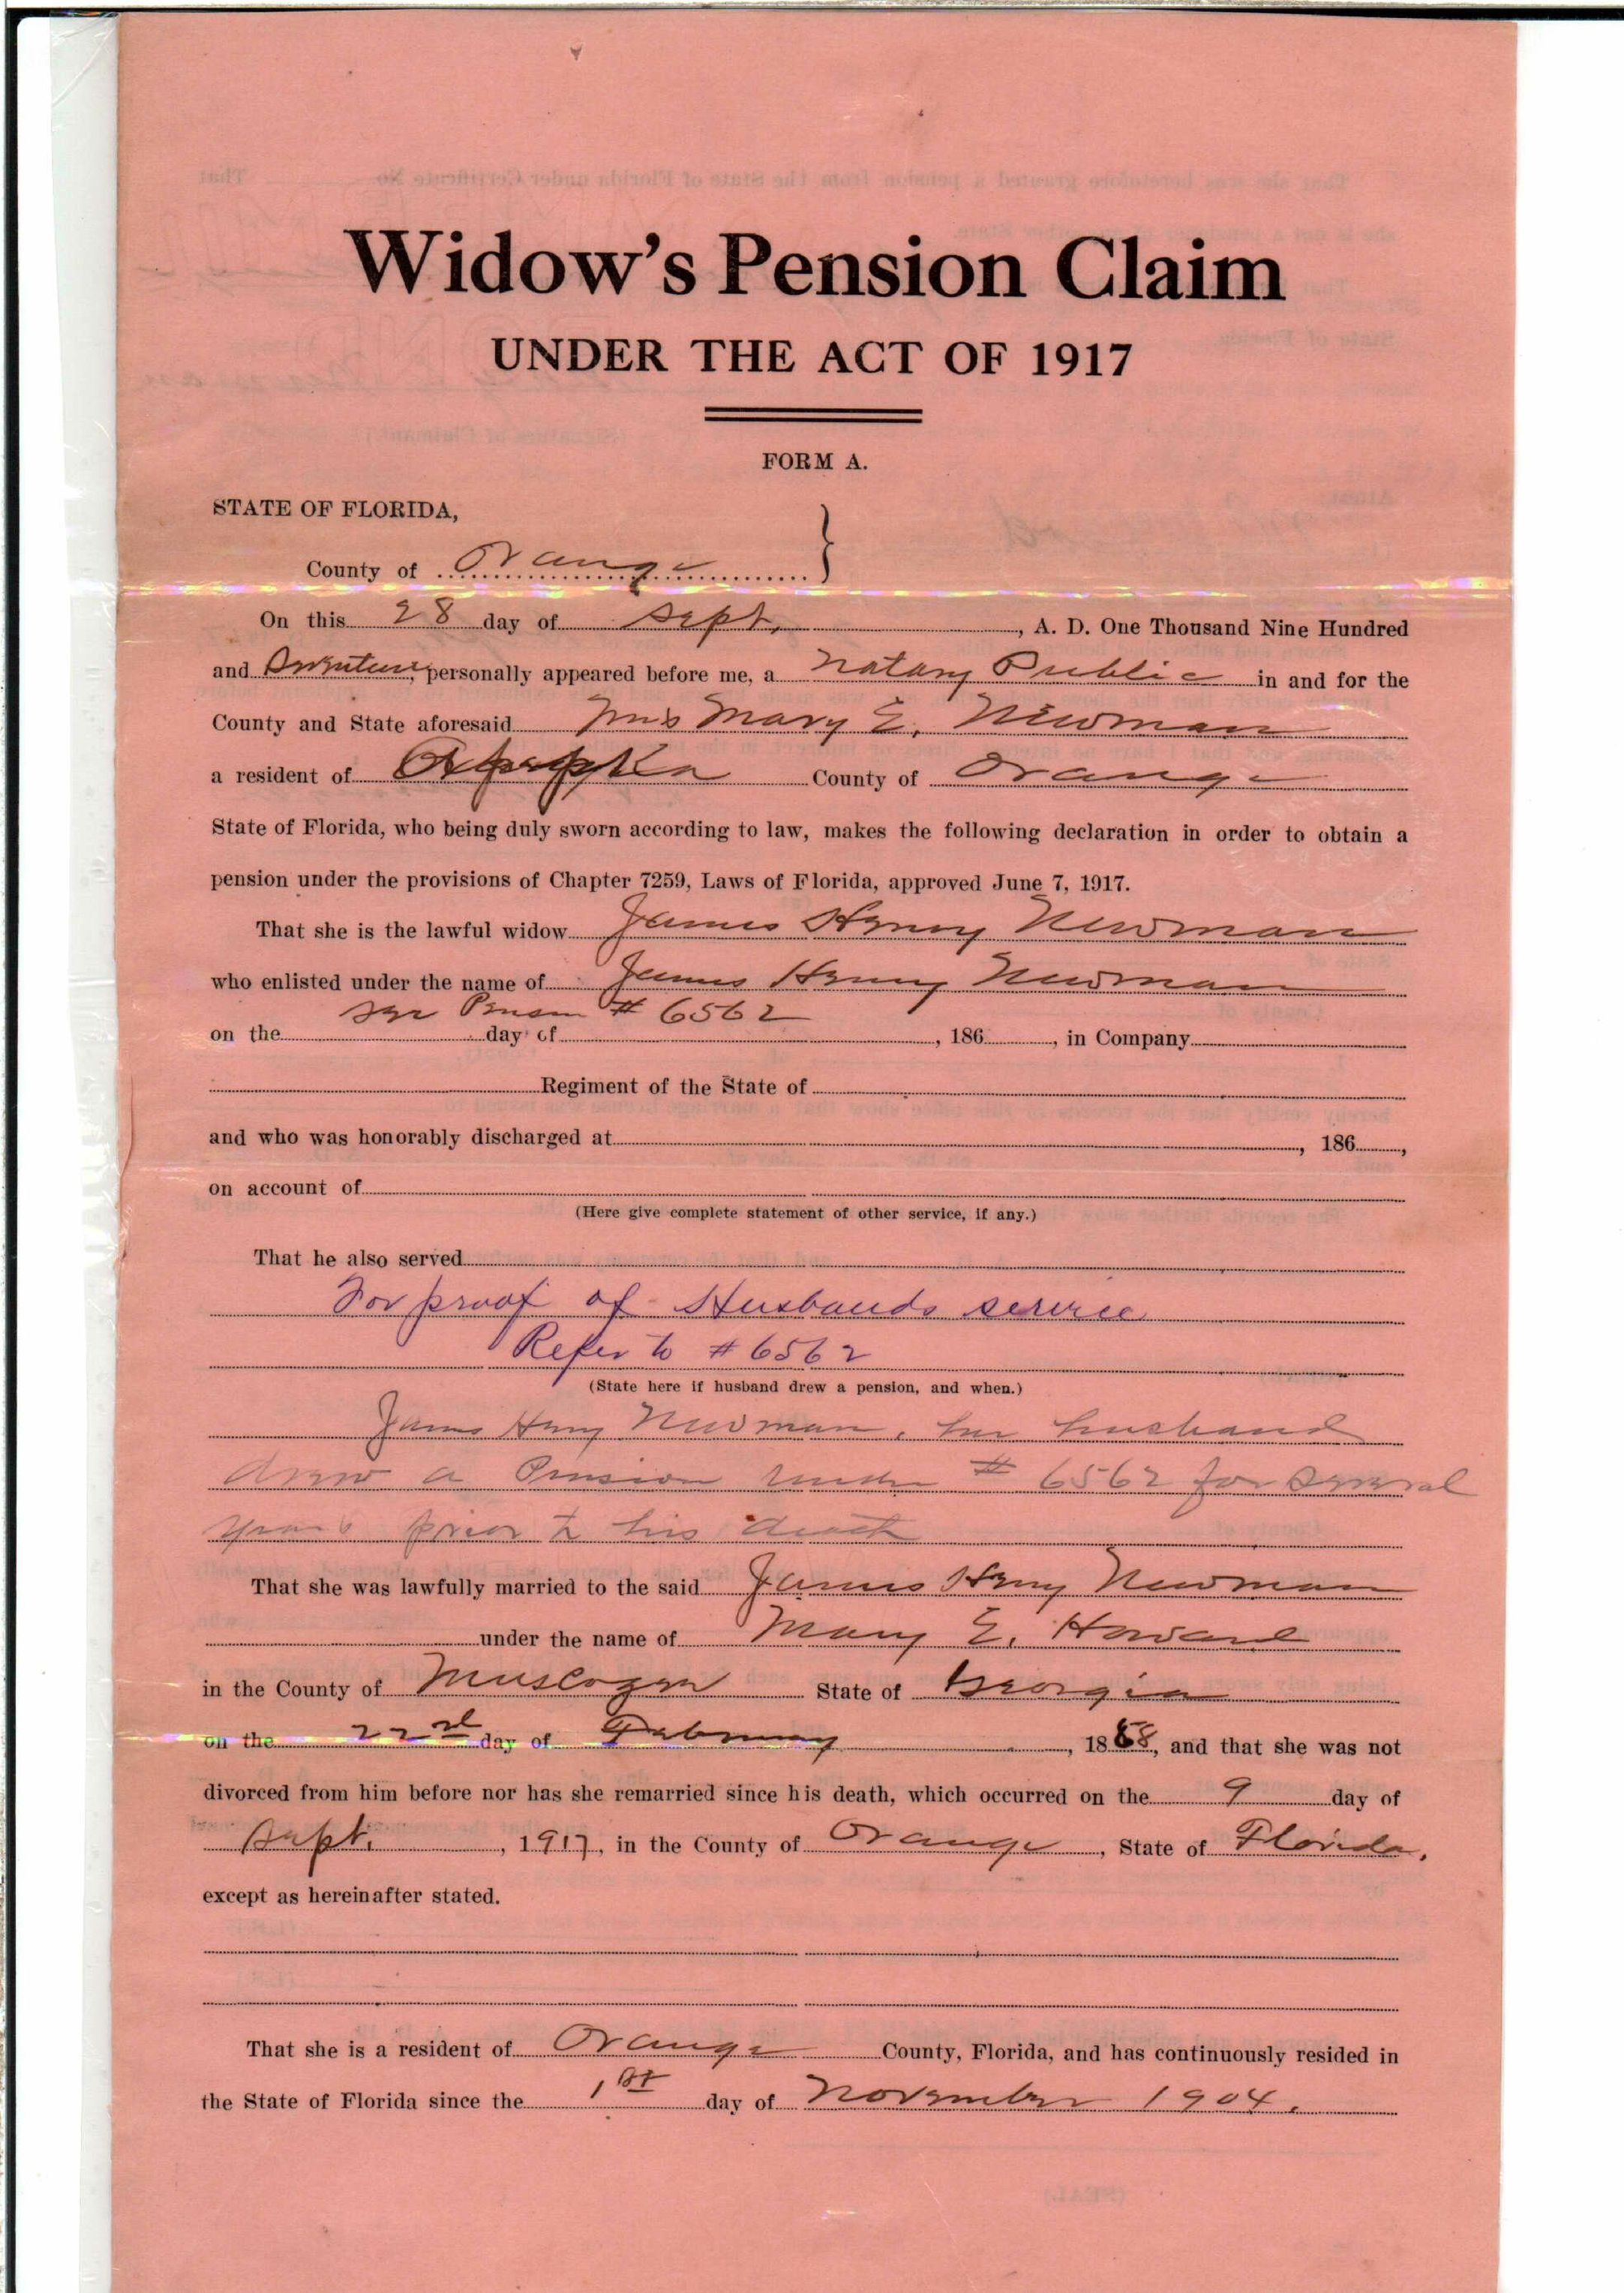 Widow's Pension Claim
UNDER THE ACT OF 1917
FORM A.
STATE OF FLORIDA,
County of Orange
On this 28 day of Sept, A. D. One Thousand Nine Hundred
and Seventeen, personally appeared before me, a Notary Public in and for the
County and State aforesaid Mrs Mary E. Newman
a resident of Apopka County of Orange
State of Florida, who being duly sworn according to law, makes the following declaration in order to obtain a
pension under the provisions of Chapter 7259, Laws of Florida, approved June 7, 1917.
That she is the lawful widow James Henry Newman
who enlisted under the name of James Henry Newman
see Pension # 6562
on the day of , 186 , in Company
Regiment of the State of
and who was honorably discharged at , 186 ,
on account of
(Here give complete statement of other service, if any.)
That he also served
For proof of Husbands service
Refer to # 6562
(State here if husband drew a pension, and when.)
James Henry Newman, her husband
drew a Pension under # 6562 for several
years prior to his death
That she was lawfully married to the said James Henry Newman
under the name of Mary E. Howard
in the County of Muscogee State of Georgia
on the 22nd day of February , 1868, and that she was not
divorced from him before nor has she remarried since his death, which occurred on the 9 day of
Sept. , 1917, in the County of Orange , State of Florida,
except as hereinafter stated.
That she is a resident of Orange County, Florida, and has continuously resided in
the State of Florida since the 1st day of November 1904.